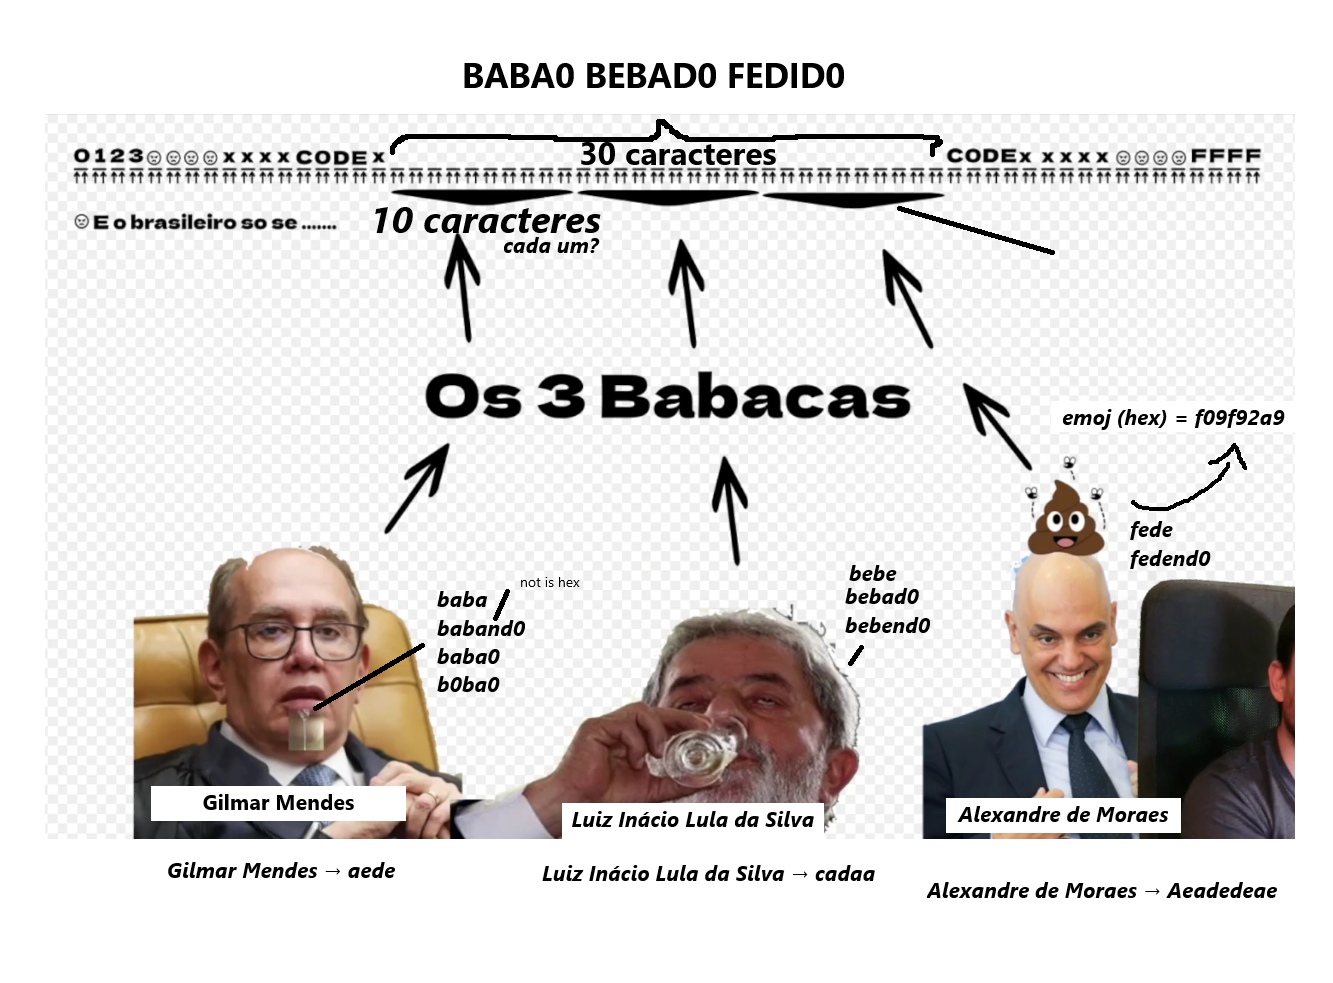 BABA0 BEBAD0 FEDID0
0123☹☹☹☹xxxxCODEx
30 caracteres
CODEx xxxx ☹☹☹☹FFFF
☹E o brasileiro so se .......
10 caracteres
cada um?
Os 3 Babacas
emoj (hex) = f09f92a9
fede
fedend0
not is hex
baba
baband0
baba0
b0ba0
bebe
bebad0
bebend0
Gilmar Mendes
Luiz Inácio Lula da Silva
Alexandre de Moraes
Gilmar Mendes → aede
Luiz Inácio Lula da Silva → cadaa
Alexandre de Moraes → Aeadedeae